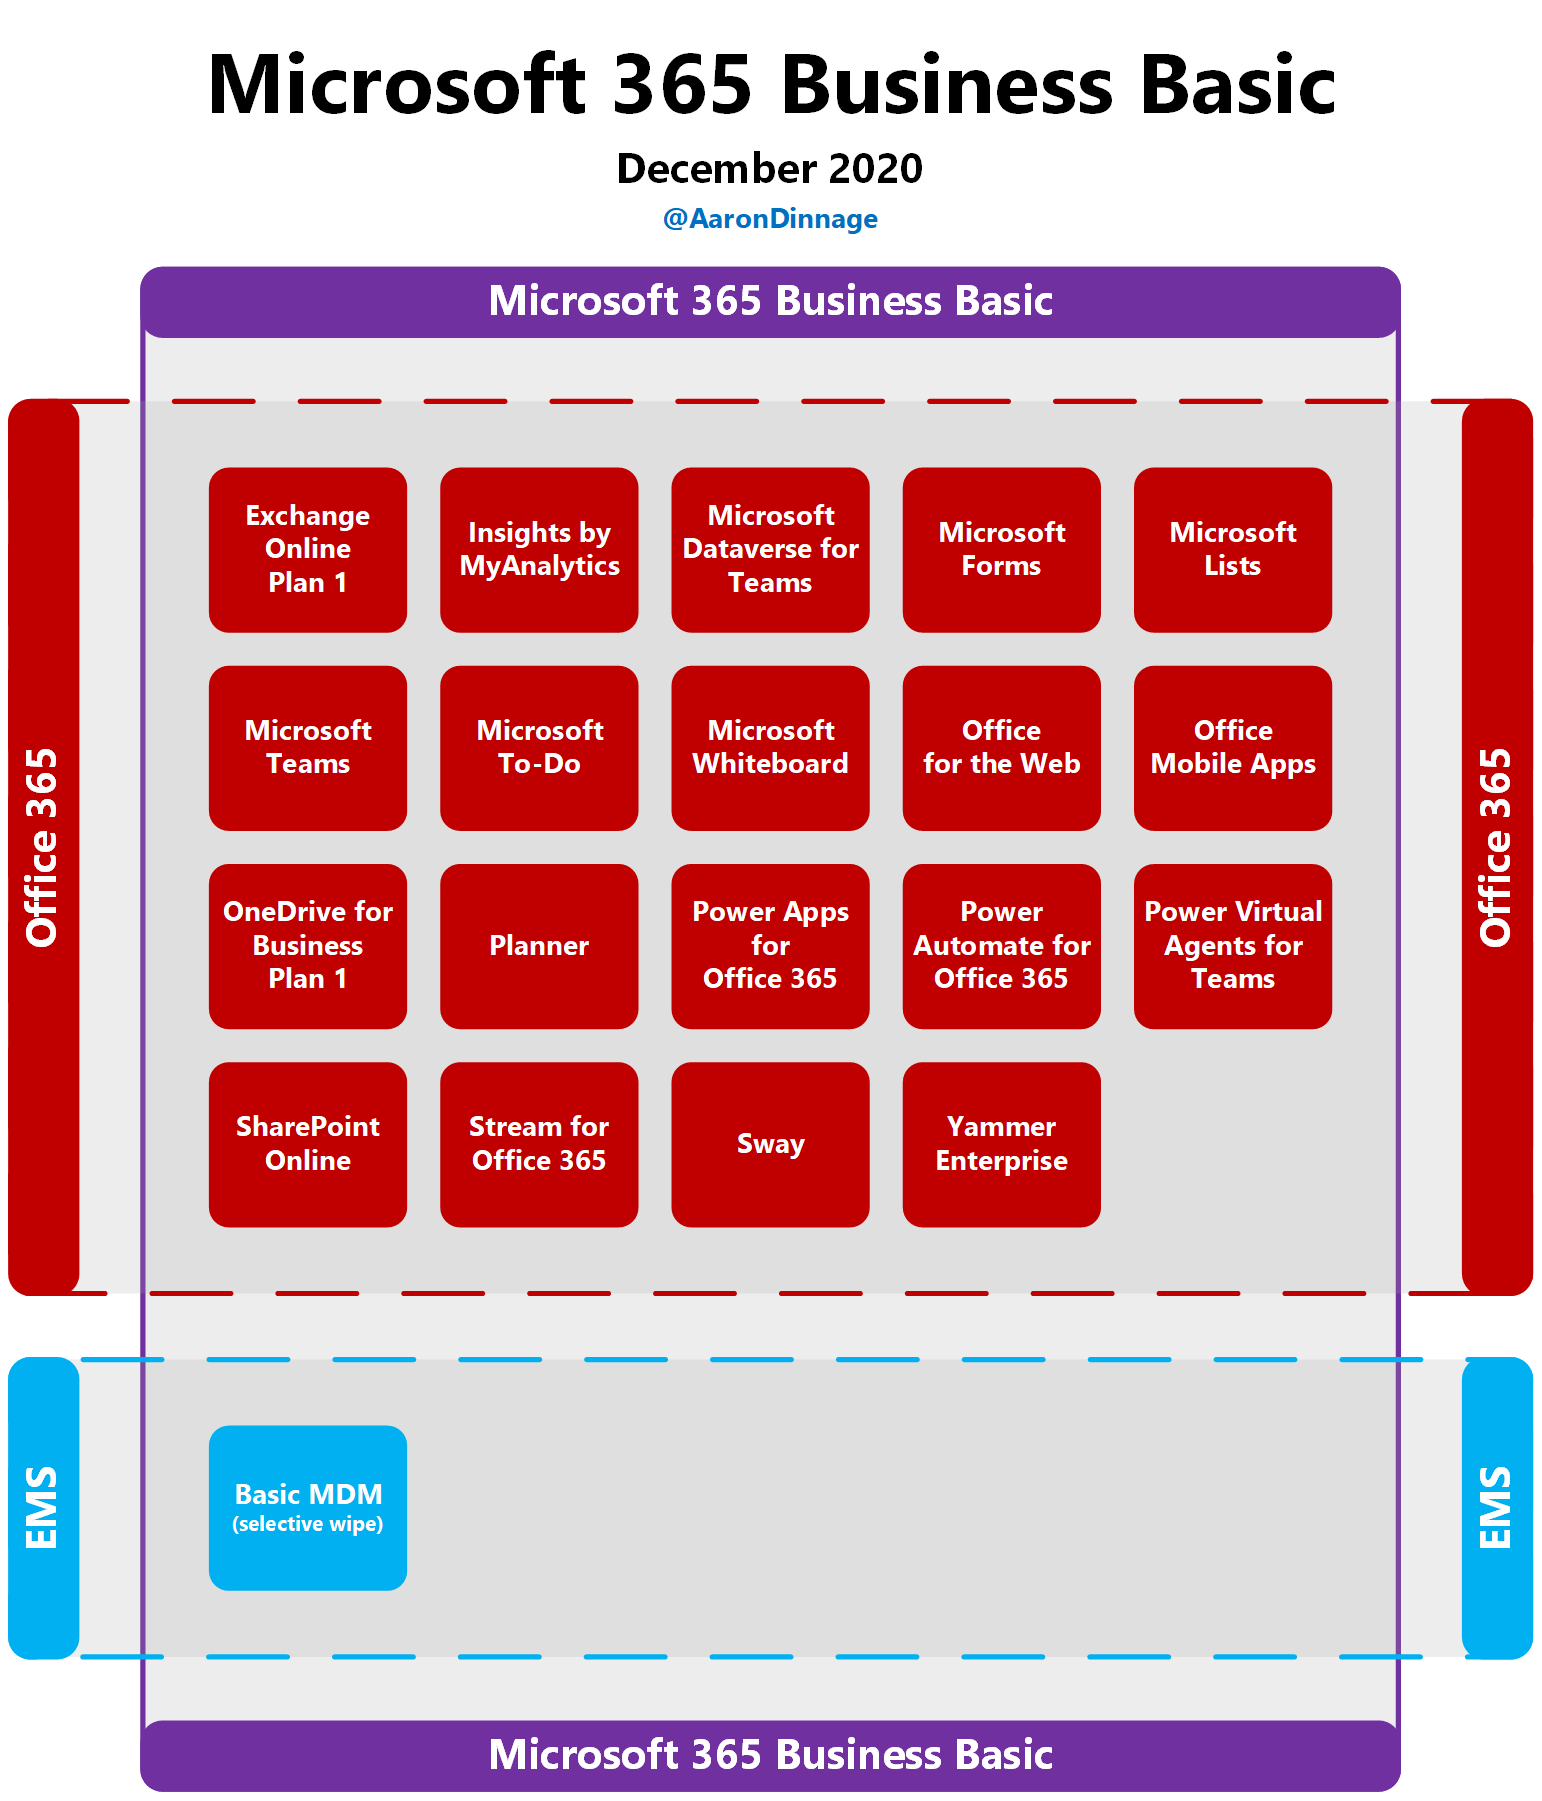 Microsoft 365 Business Basic
December 2020
@AaronDinnage
Microsoft 365 Business Basic
Office 365
Office 365
Exchange
Online
Plan 1
Insights by
MyAnalytics
Microsoft
Dataverse for
Teams
Microsoft
Forms
Microsoft
Lists
Microsoft
Teams
Microsoft
To-Do
Microsoft
Whiteboard
Office
for the Web
Office
Mobile Apps
OneDrive for
Business
Plan 1
Planner
Power Apps
for
Office 365
Power
Automate for
Office 365
Power Virtual
Agents for
Teams
SharePoint
Online
Stream for
Office 365
Sway
Yammer
Enterprise
EMS
EMS
Basic MDM
(selective wipe)
Microsoft 365 Business Basic